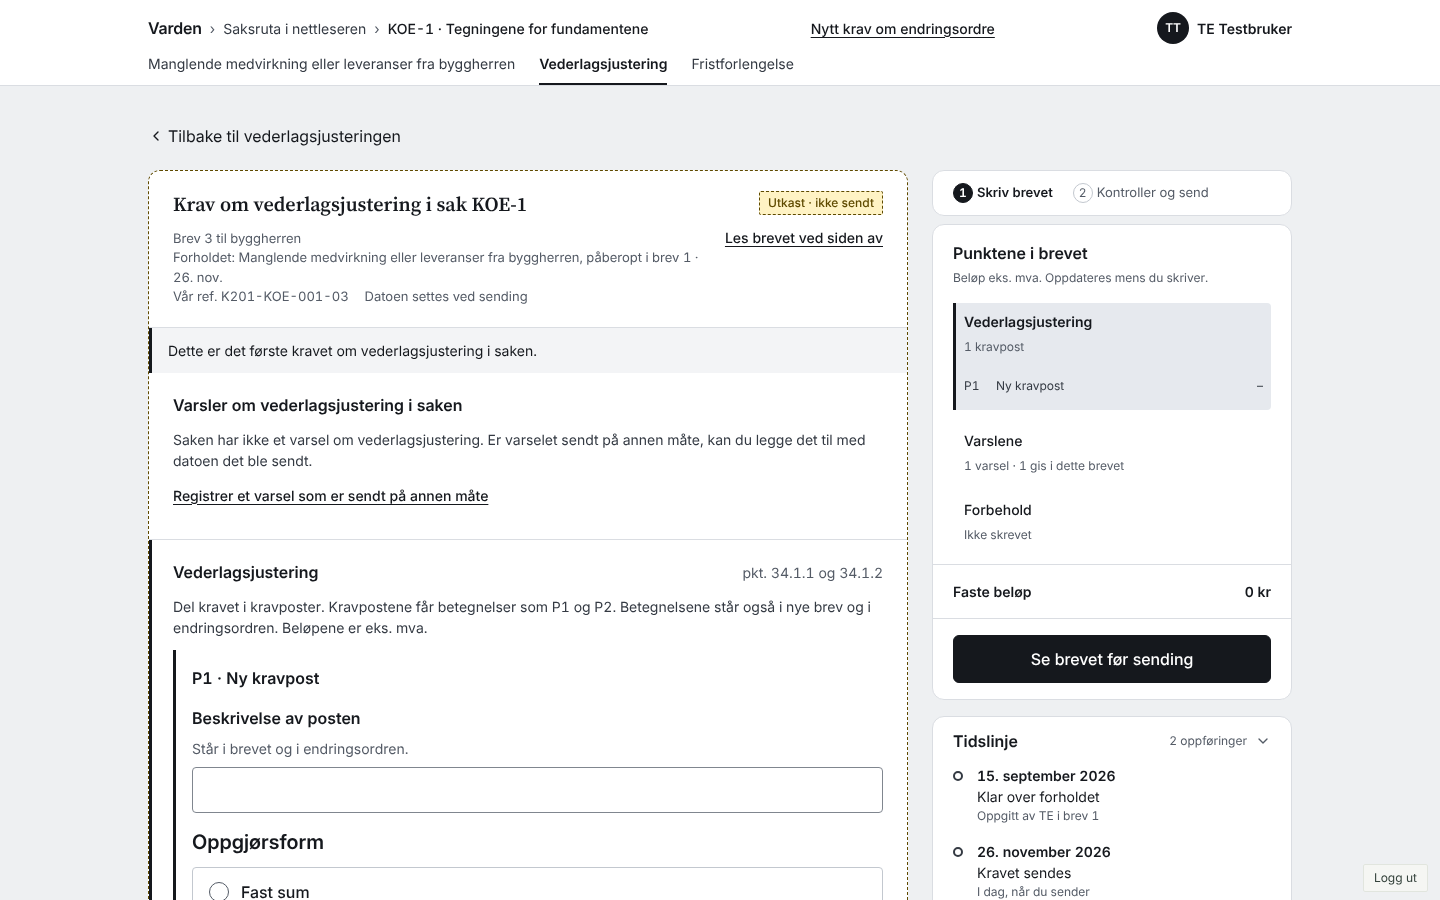 Varden › Saksruta i nettleseren › KOE-1 · Tegningene for fundamentene
Nytt krav om endringsordre
TT TE Testbruker
Manglende medvirkning eller leveranser fra byggherren
Vederlagsjustering
Fristforlengelse
Tilbake til vederlagsjusteringen
Krav om vederlagsjustering i sak KOE-1
Utkast · ikke sendt
Brev 3 til byggherren
Les brevet ved siden av
Forholdet: Manglende medvirkning eller leveranser fra byggherren, påberopt i brev 1 ·
26. nov.
Vår ref. K201-KOE-001-03 Datoen settes ved sending
Dette er det første kravet om vederlagsjustering i saken.
Varsler om vederlagsjustering i saken
Saken har ikke et varsel om vederlagsjustering. Er varselet sendt på annen måte, kan du legge det til med
datoen det ble sendt.
Registrer et varsel som er sendt på annen måte
Vederlagsjustering
pkt. 34.1.1 og 34.1.2
Del kravet i kravposter. Kravpostene får betegnelser som P1 og P2. Betegnelsene står også i nye brev og i
endringsordren. Beløpene er eks. mva.
P1 · Ny kravpost
Beskrivelse av posten
Står i brevet og i endringsordren.
Oppgjørsform
Fast sum
1 Skriv brevet
2 Kontroller og send
Punktene i brevet
Beløp eks. mva. Oppdateres mens du skriver.
Vederlagsjustering
1 kravpost
P1 Ny kravpost –
Varslene
1 varsel · 1 gis i dette brevet
Forbehold
Ikke skrevet
Faste beløp 0 kr
Se brevet før sending
Tidslinje
2 oppføringer
15. september 2026
Klar over forholdet
Oppgitt av TE i brev 1
26. november 2026
Kravet sendes
I dag, når du sender
Logg ut